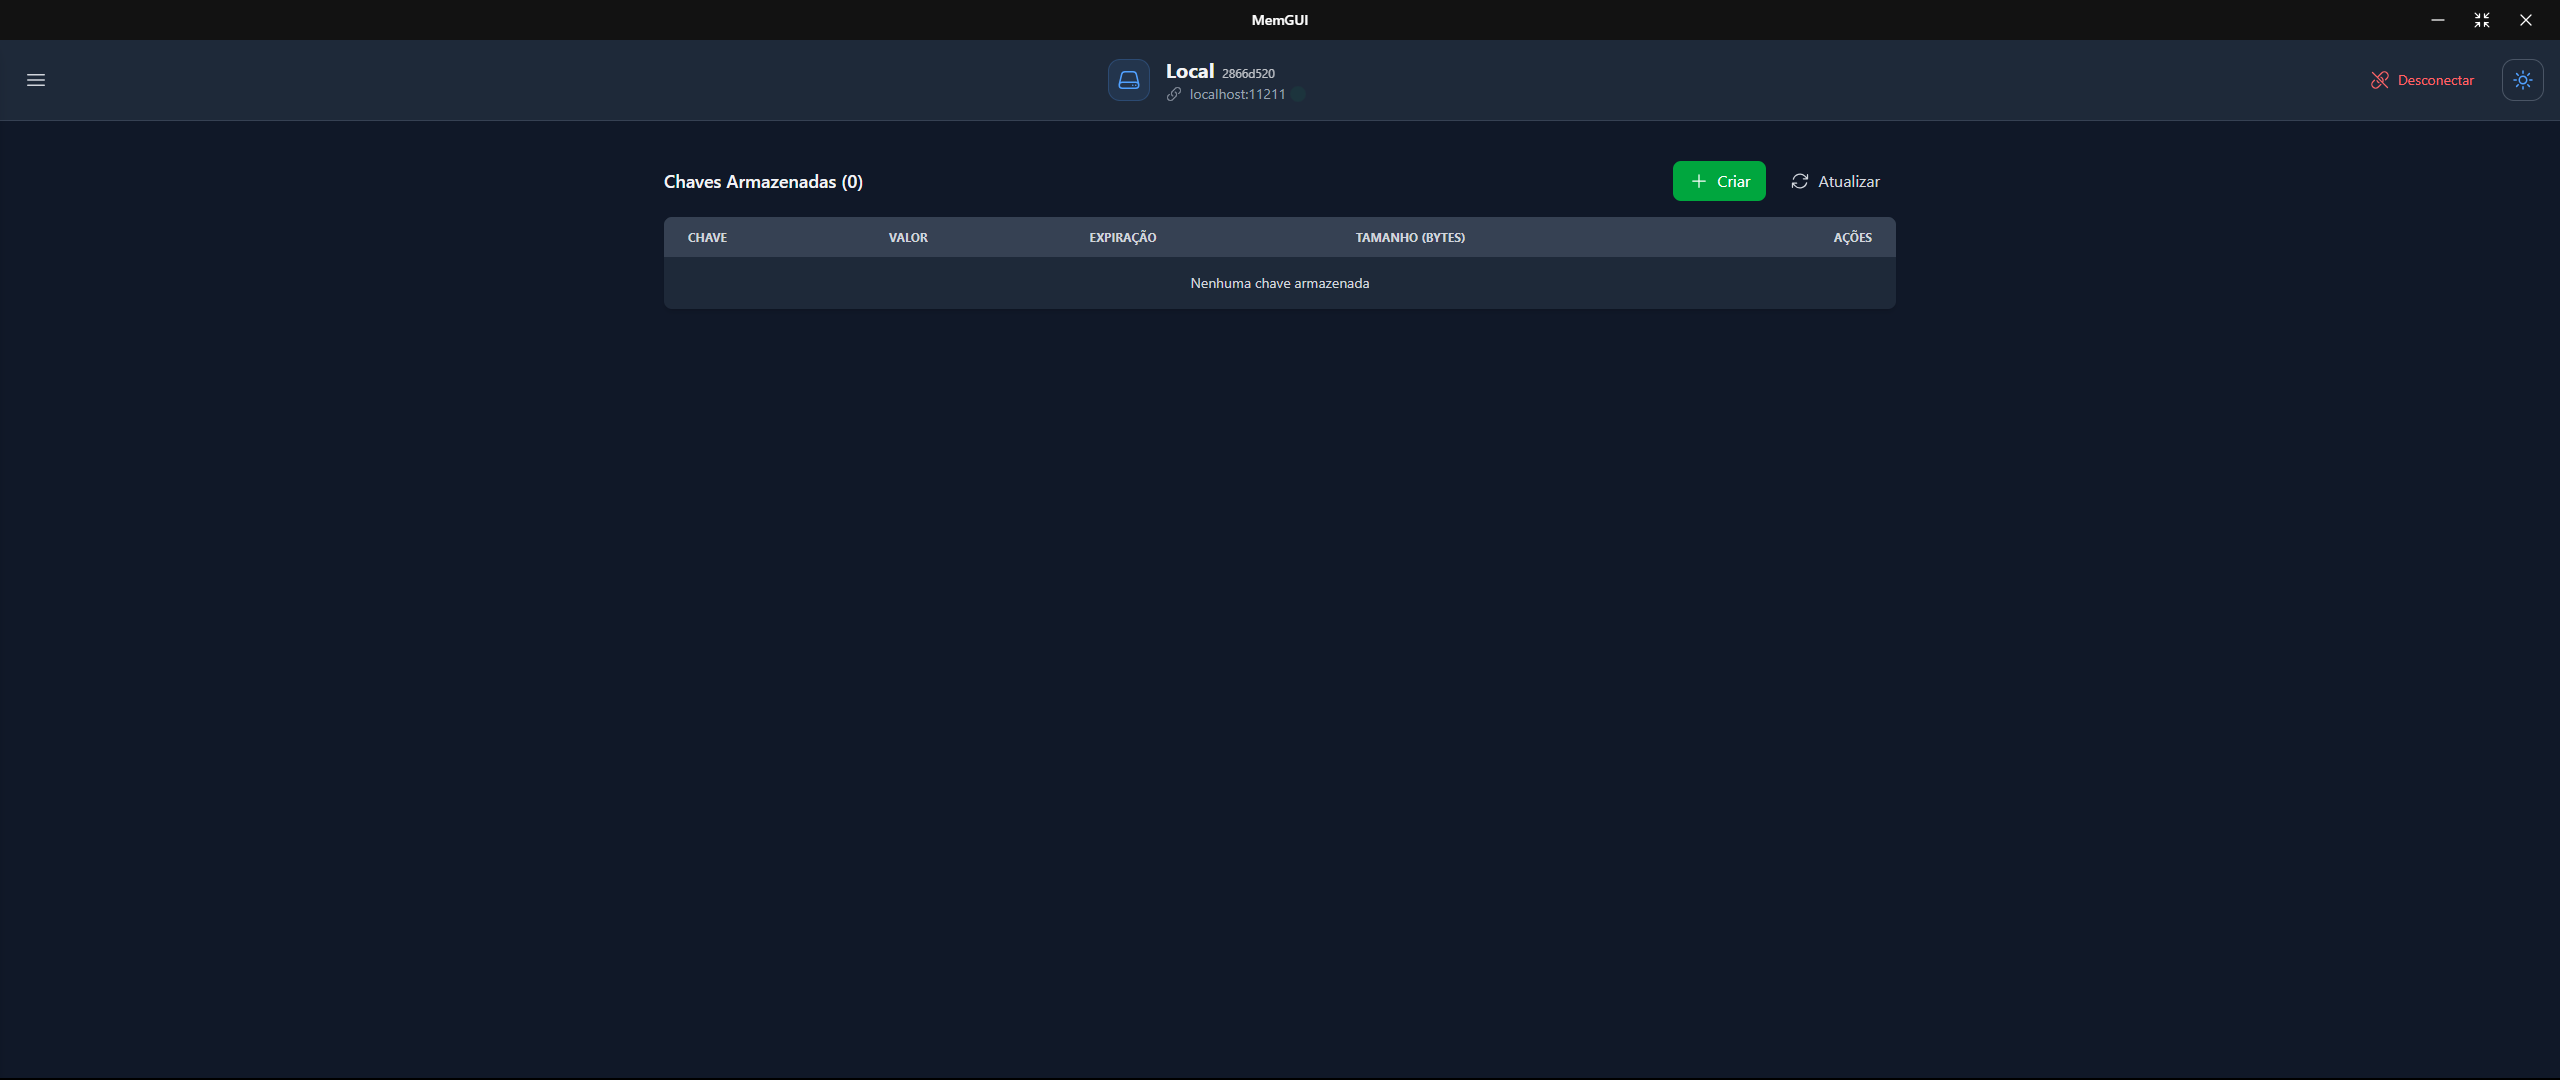 MemGUI
Local 2866d520
localhost:11211
Desconectar
Chaves Armazenadas (0)
Criar
Atualizar
CHAVE VALOR EXPIRAÇÃO TAMANHO (BYTES) AÇÕES
Nenhuma chave armazenada